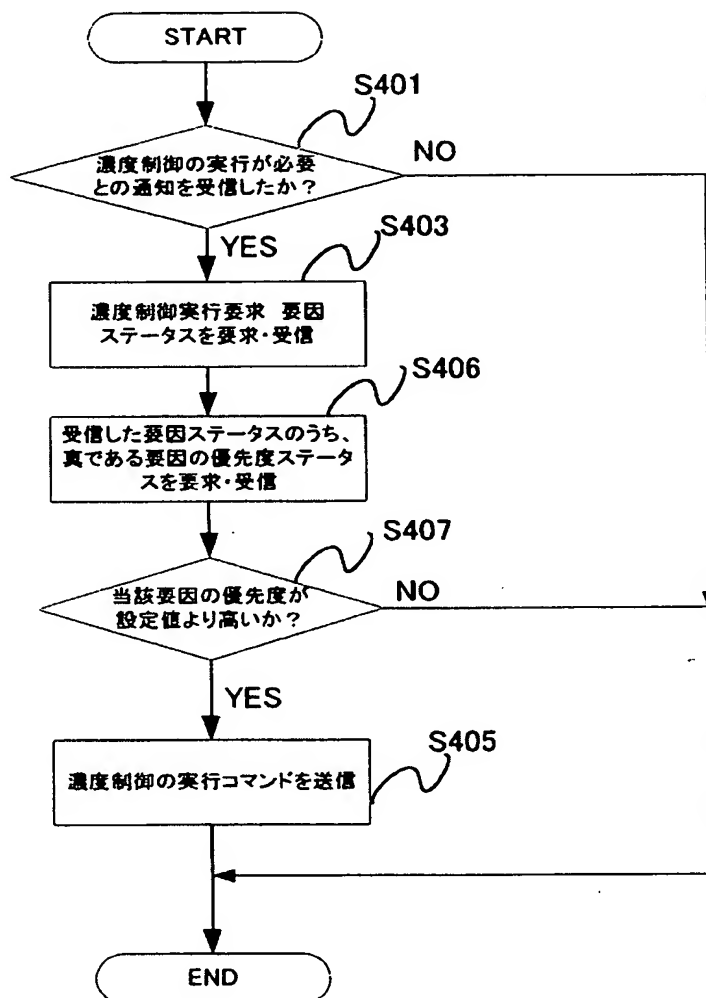 START
S401
濃度制御の実行が必要
との通知を受信したか？
NO
YES
S403
濃度制御実行要求 要因
ステータスを要求・受信
S406
受信した要因ステータスのうち、
真である要因の優先度ステータ
スを要求・受信
S407
当該要因の優先度が
設定値より高いか？
NO
YES
S405
濃度制御の実行コマンドを送信
END